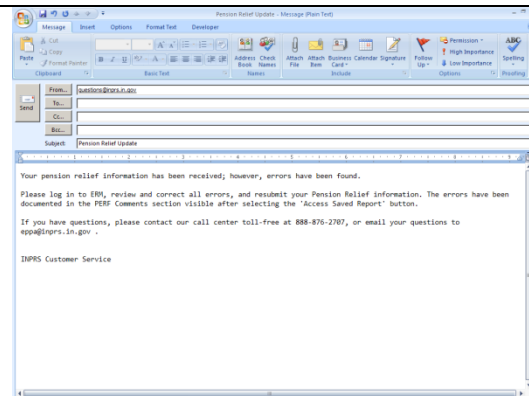 Pension Relief Update - Message (Plain Text)
Message Insert Options Format Text Developer
Paste
Cut
Copy
Format Painter
Clipboard
Basic Text
Address Book
Check Names
Names
Attach File
Attach Item
Business Card
Calendar
Signature
Include
Follow Up
Permission
High Importance
Low Importance
Options
Spelling
Proofing
Send
From... questions@inprs.in.gov
To...
Cc...
Bcc...
Subject: Pension Relief Update
Your pension relief information has been received; however, errors have
been found.
Please log in to ERM, review and correct all errors, and resubmit your Pension Relief information. The errors have been
documented in the PERF Comments section visible after selecting the 'Access Saved Report' button.
If you have questions, please contact our call center toll-free at 888-876-2707, or email your questions to
eppa@inprs.in.gov .
INPRS Customer Service